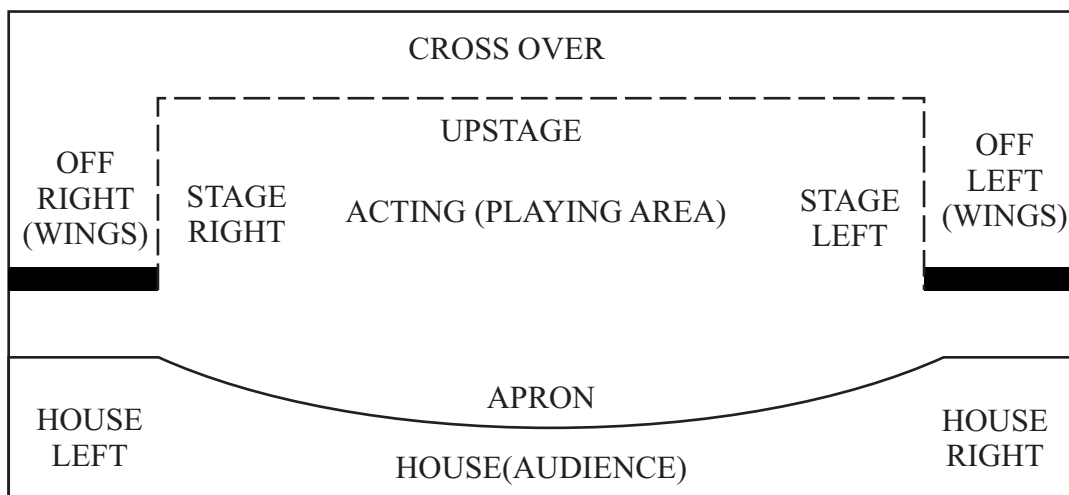 CROSS OVER
UPSTAGE
OFF
RIGHT
(WINGS)
STAGE
RIGHT
ACTING (PLAYING AREA)
STAGE
LEFT
OFF
LEFT
(WINGS)
APRON
HOUSE
LEFT
HOUSE(AUDIENCE)
HOUSE
RIGHT